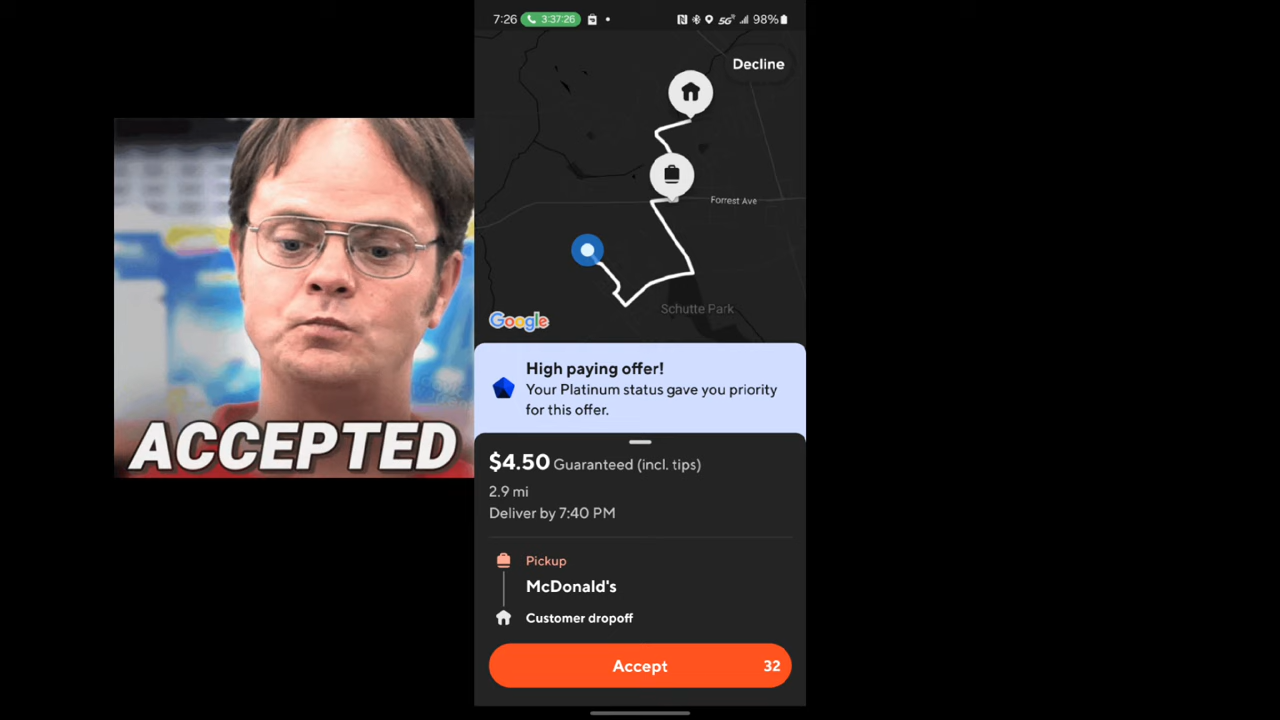 7:26 3:37:26 5G 98%
Decline
Forrest Ave
Schutte Park
Google
ACCEPTED
High paying offer!
Your Platinum status gave you priority
for this offer.
$4.50 Guaranteed (incl. tips)
2.9 mi
Deliver by 7:40 PM
Pickup
McDonald's
Customer dropoff
Accept 32